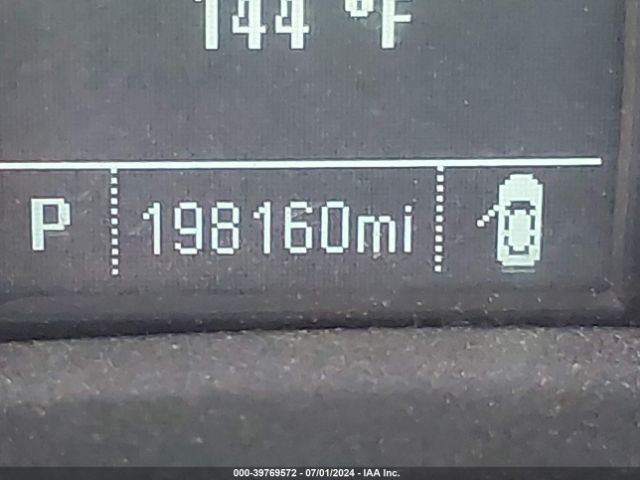 144 °F
P 198160mi
000-39769572 - 07/01/2024 - IAA Inc.